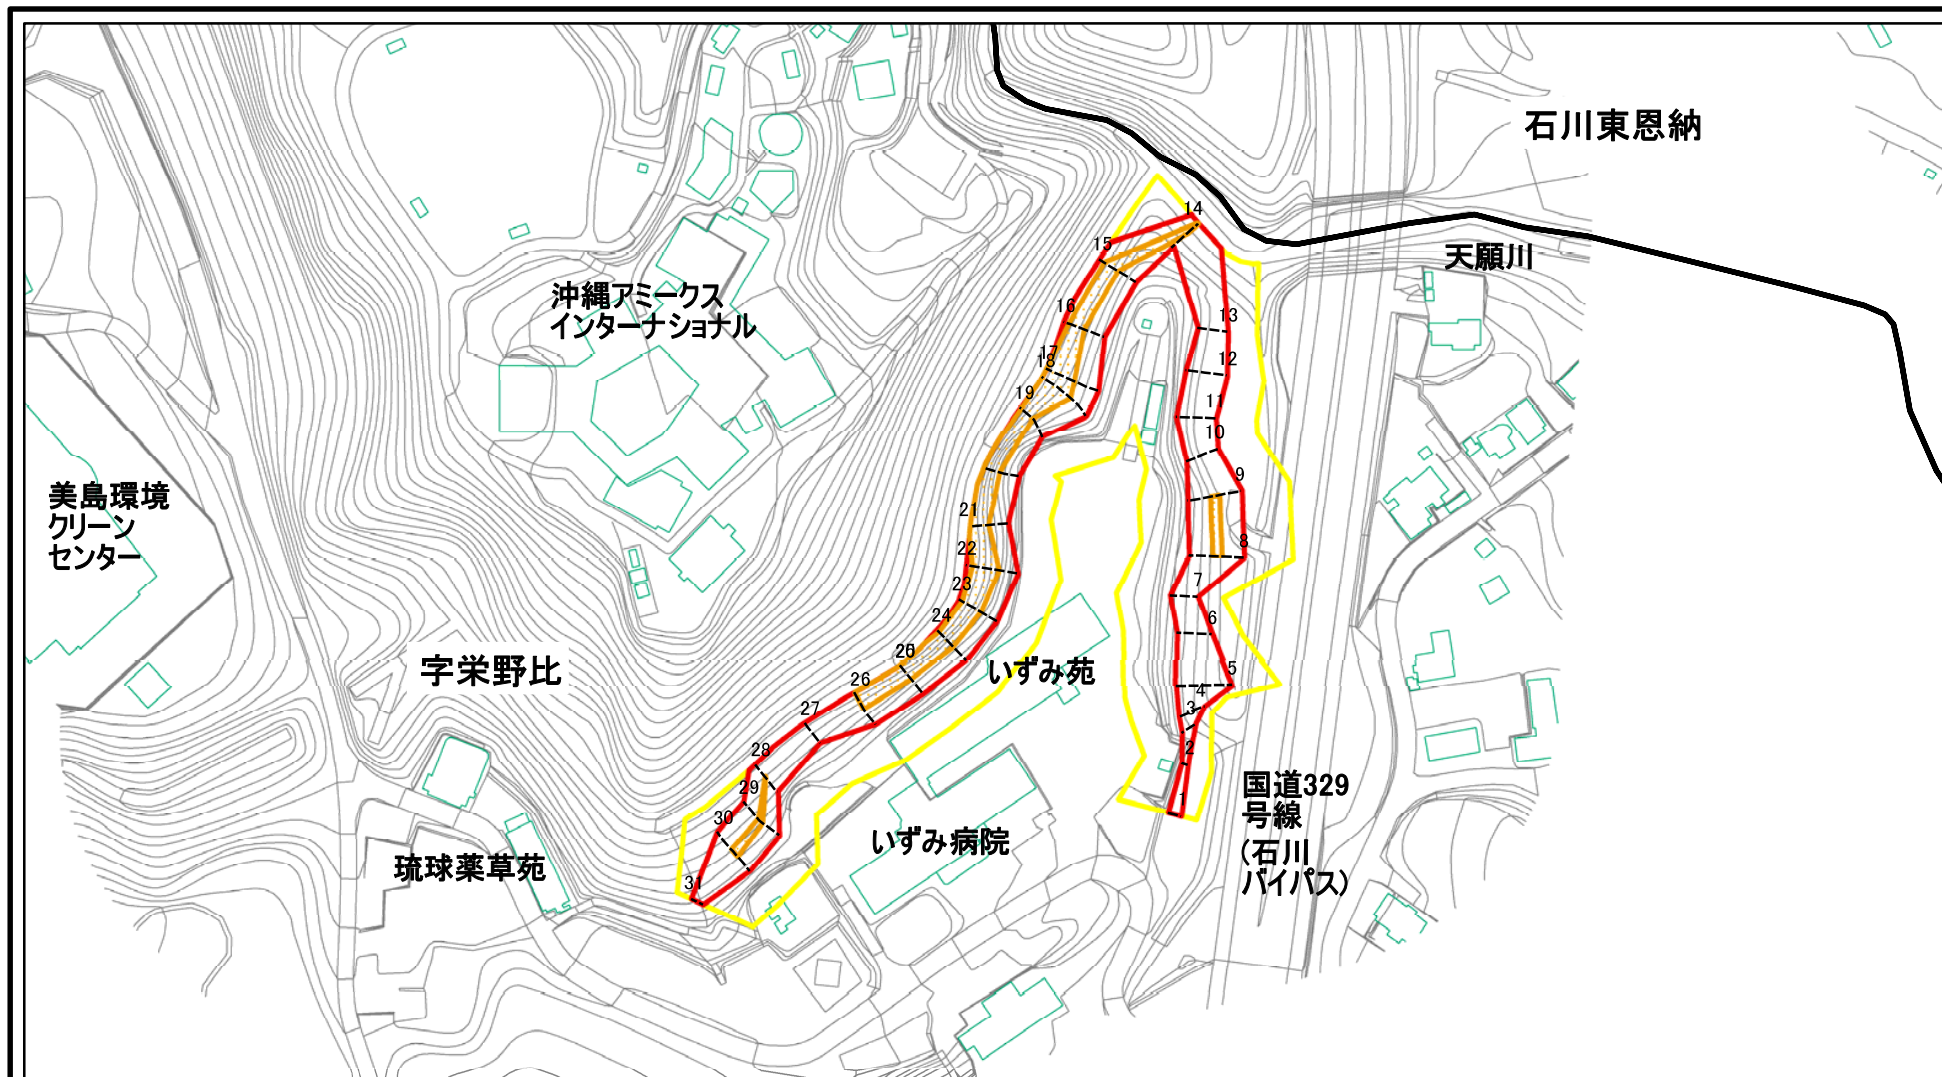 石川東恩納
天願川
沖縄アミークス
インターナショナル
美島環境
クリーン
センター
字栄野比
いずみ苑
いずみ病院
琉球薬草苑
国道329
号線
(石川
バイパス)
14
15
16
17
18
19
21
22
23
24
26
27
28
29
30
31
13
12
11
10
9
8
7
6
5
4
3
2
1